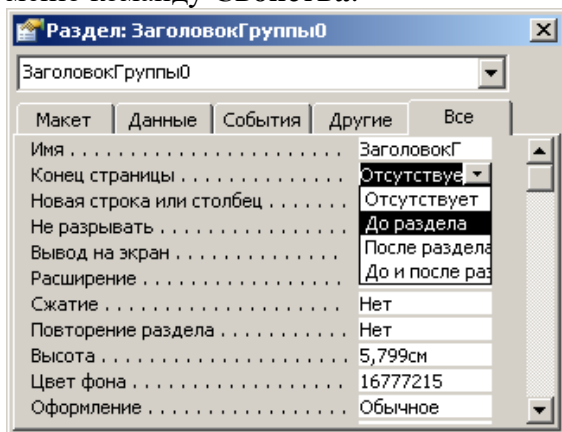 Раздел: ЗаголовокГруппы0
ЗаголовокГруппы0
Макет Данные События Другие Все
Имя ЗаголовокГ
Конец страницы Отсутствуе
Новая строка или столбец Отсутствует
Не разрывать До раздела
Вывод на экран После раздела
Расширение До и после раз
Сжатие Нет
Повторение раздела Нет
Высота 5,799см
Цвет фона 16777215
Оформление Обычное